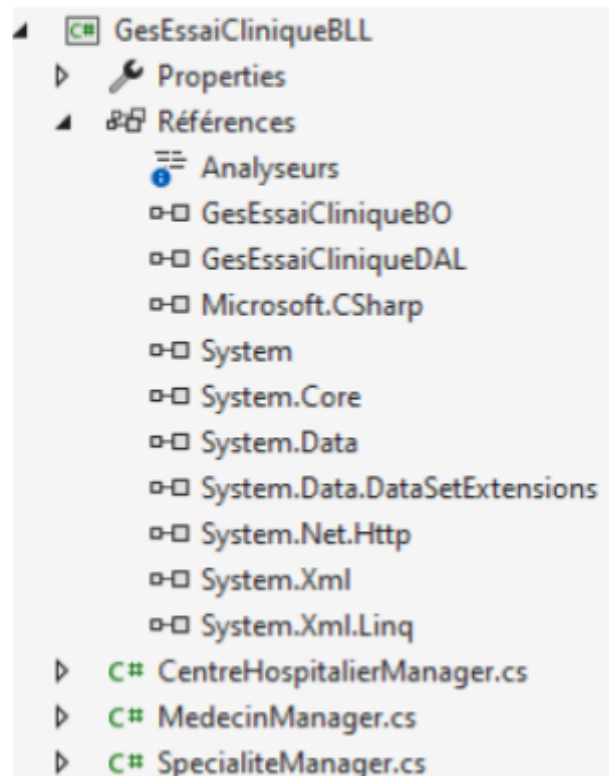 C# GesEssaiCliniqueBLL
Properties
Références
Analyseurs
GesEssaiCliniqueBO
GesEssaiCliniqueDAL
Microsoft.CSharp
System
System.Core
System.Data
System.Data.DataSetExtensions
System.Net.Http
System.Xml
System.Xml.Linq
C# CentreHospitalierManager.cs
C# MedecinManager.cs
C# SpecialiteManager.cs